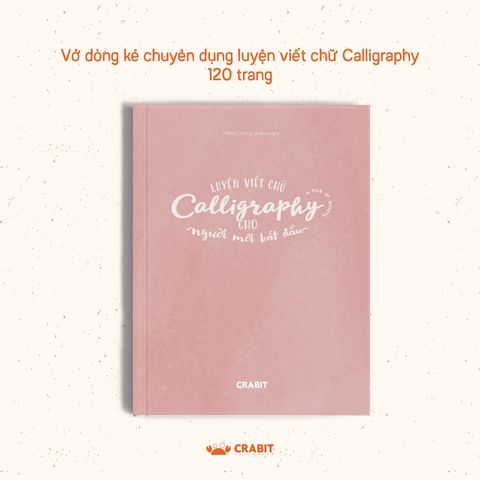 Vở dòng kẻ chuyên dụng luyện viết chữ Calligraphy
120 trang
LUYỆN VIẾT CHỮ
Calligraphy
CHO
người mới bắt đầu
CRABIT
CRABIT